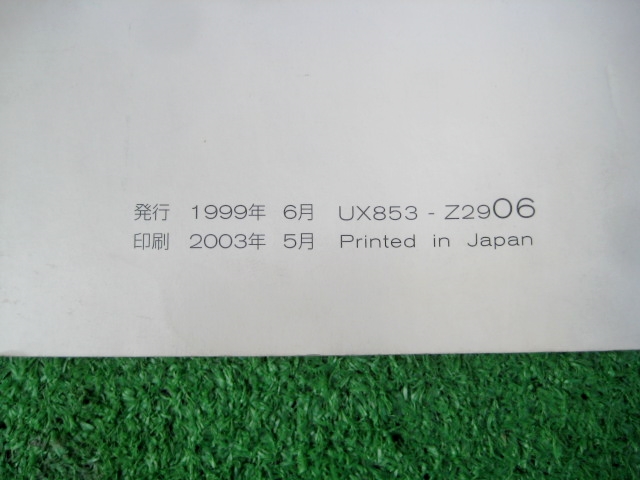 発行 1999年 6月 UX853 - Z2906
印刷 2003年 5月 Printed in Japan